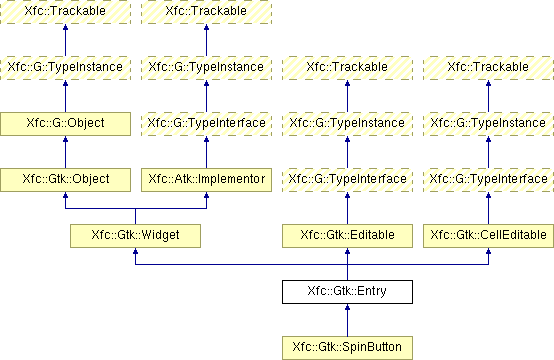 Xfc::Trackable Xfc::Trackable
Xfc::G::TypeInstance Xfc::G::TypeInstance Xfc::Trackable Xfc::Trackable
Xfc::G::Object Xfc::G::TypeInterface Xfc::G::TypeInstance Xfc::G::TypeInstance
Xfc::Gtk::Object Xfc::Atk::Implementor Xfc::G::TypeInterface Xfc::G::TypeInterface
Xfc::Gtk::Widget Xfc::Gtk::Editable Xfc::Gtk::CellEditable
Xfc::Gtk::Entry
Xfc::Gtk::SpinButton